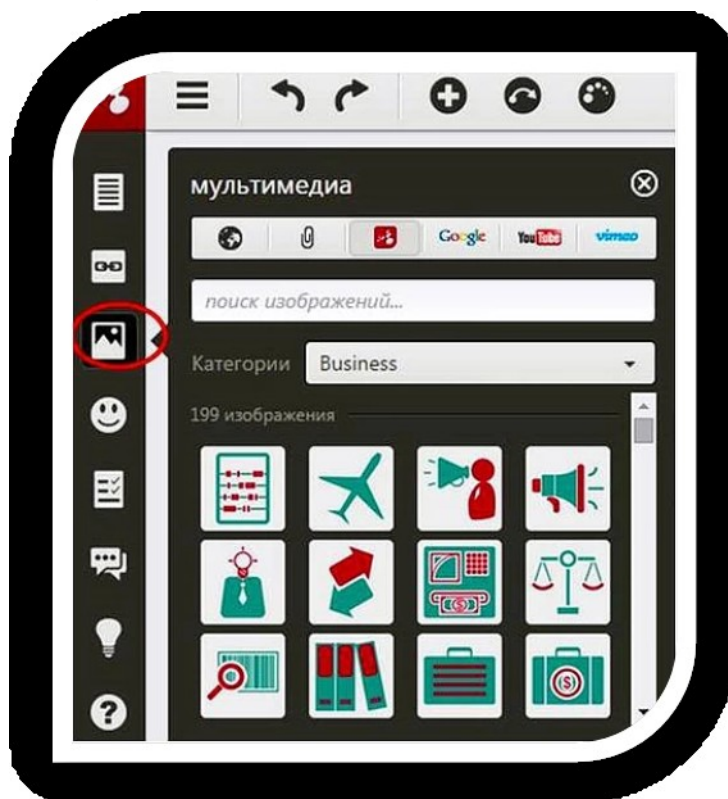 мультимедиа
Google YouTube vimeo
поиск изображений...
Категории Business
199 изображения